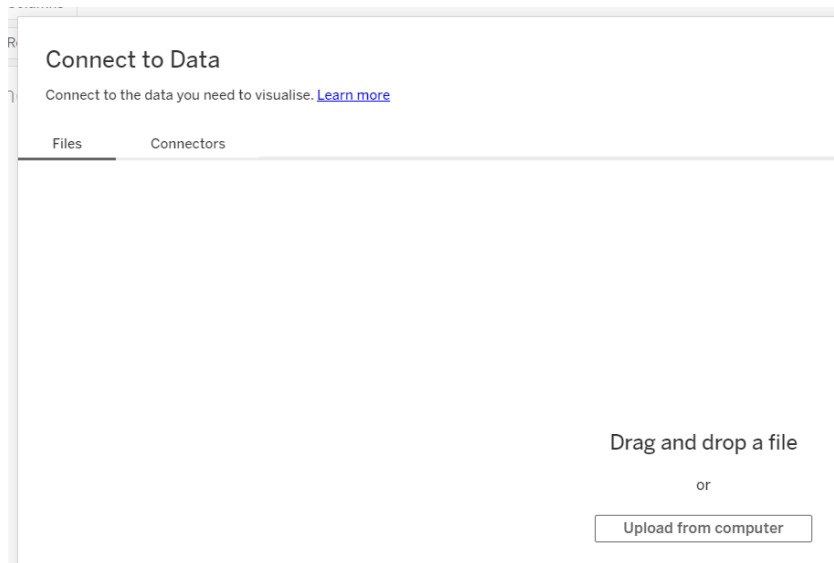 Connect to Data
Connect to the data you need to visualise. Learn more
Files Connectors
Drag and drop a file
or
Upload from computer